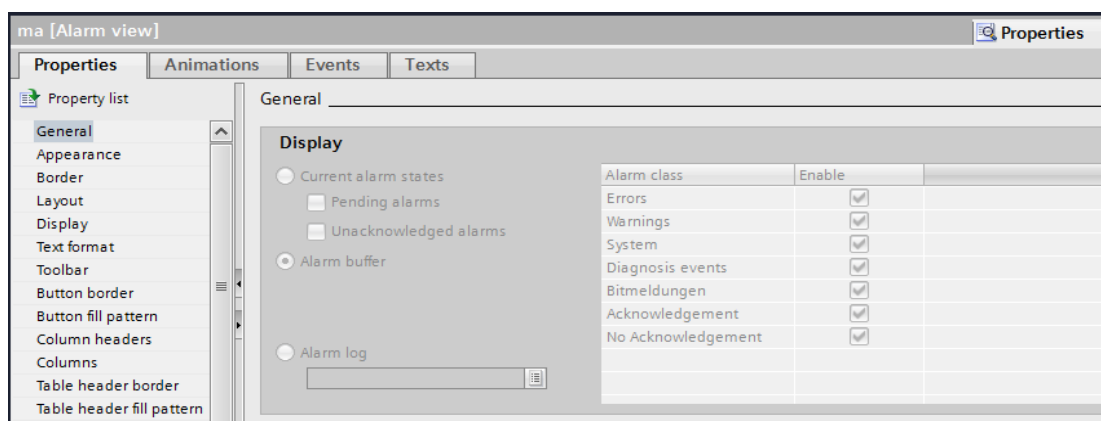 ma [Alarm view]
Properties
Properties Animations Events Texts
Property list
General
Appearance
Border
Layout
Display
Text format
Toolbar
Button border
Button fill pattern
Column headers
Columns
Table header border
Table header fill pattern
General
Display
Current alarm states
Pending alarms
Unacknowledged alarms
Alarm buffer
Alarm log
Alarm class Enable
Errors
Warnings
System
Diagnosis events
Bitmeldungen
Acknowledgement
No Acknowledgement